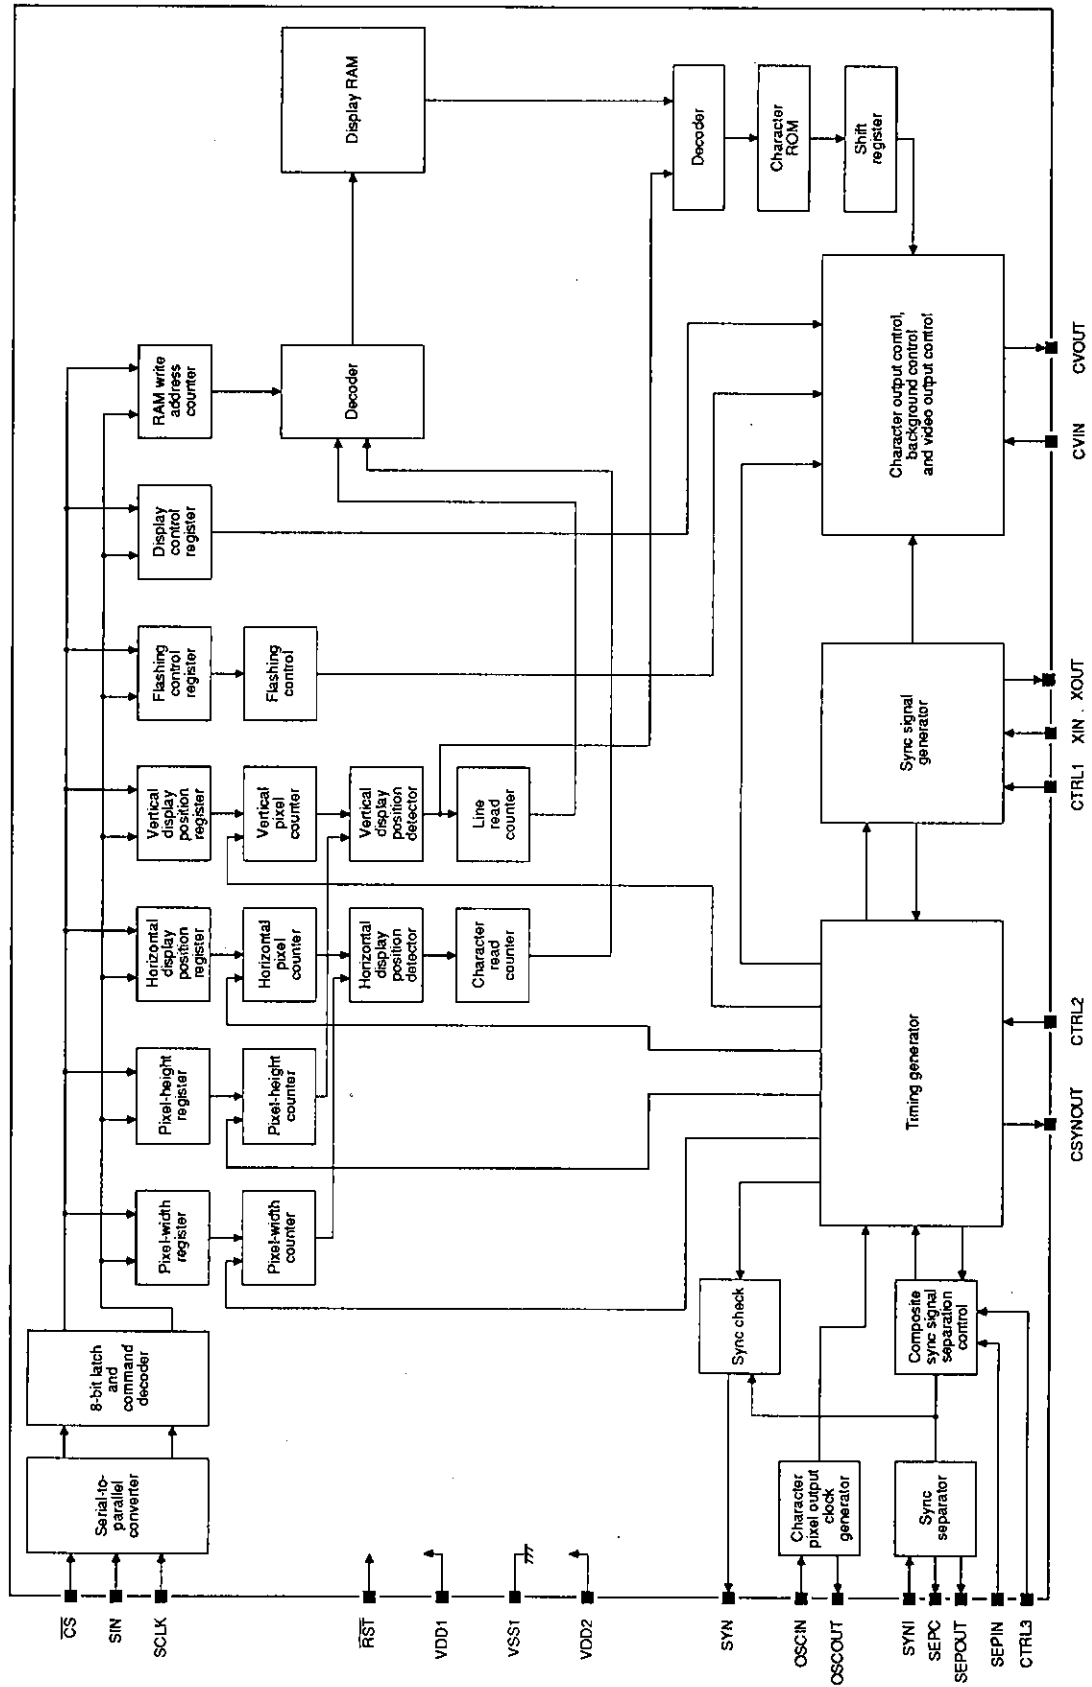 CS
SIN
SCLK
RST
VDD1
VSS1
VDD2
SYN
OSCIN
OSCOUT
SYNI
SEPC
SEPOUT
SEPIN
CTRL3
Serial-to-
parallel
converter
8-bit latch
and
command
decoder
Pixel-width
register
Pixel-height
register
Horizontal
display
position
register
Vertical
display
position
register
Flashing
control
register
Display
control
register
RAM write
address
counter
Pixel-width
counter
Pixel-height
counter
Horizontal
pixel
counter
Vertical
pixel
counter
Flashing
control
Decoder
Display RAM
Horizontal
display
position
detector
Vertical
display
position
detector
Character
read
counter
Line
read
counter
Decoder
Character
ROM
Shift
register
Sync check
Character
pixel output
clock
generator
Sync
separator
Composite
sync signal
separation
control
Timing generator
Sync signal
generator
Character output control,
background control
and video output control
CSYNOUT
CTRL2
CTRL1
XIN
XOUT
CVIN
CVOUT